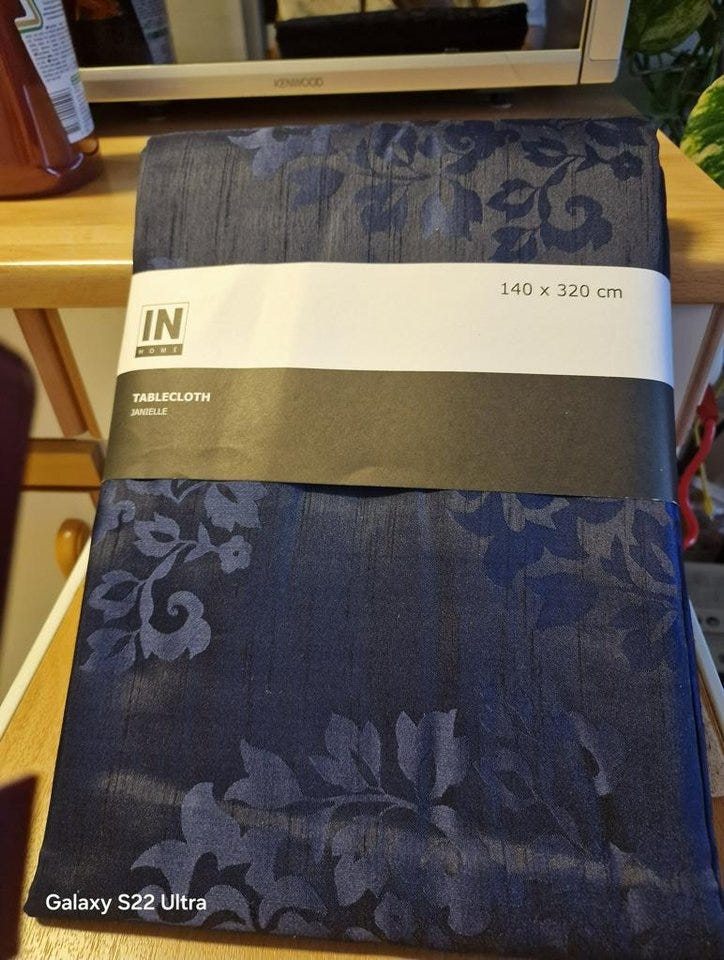 KENWOOD
140 x 320 cm
IN
HOME
TABLECLOTH
JANIELLE
Galaxy S22 Ultra